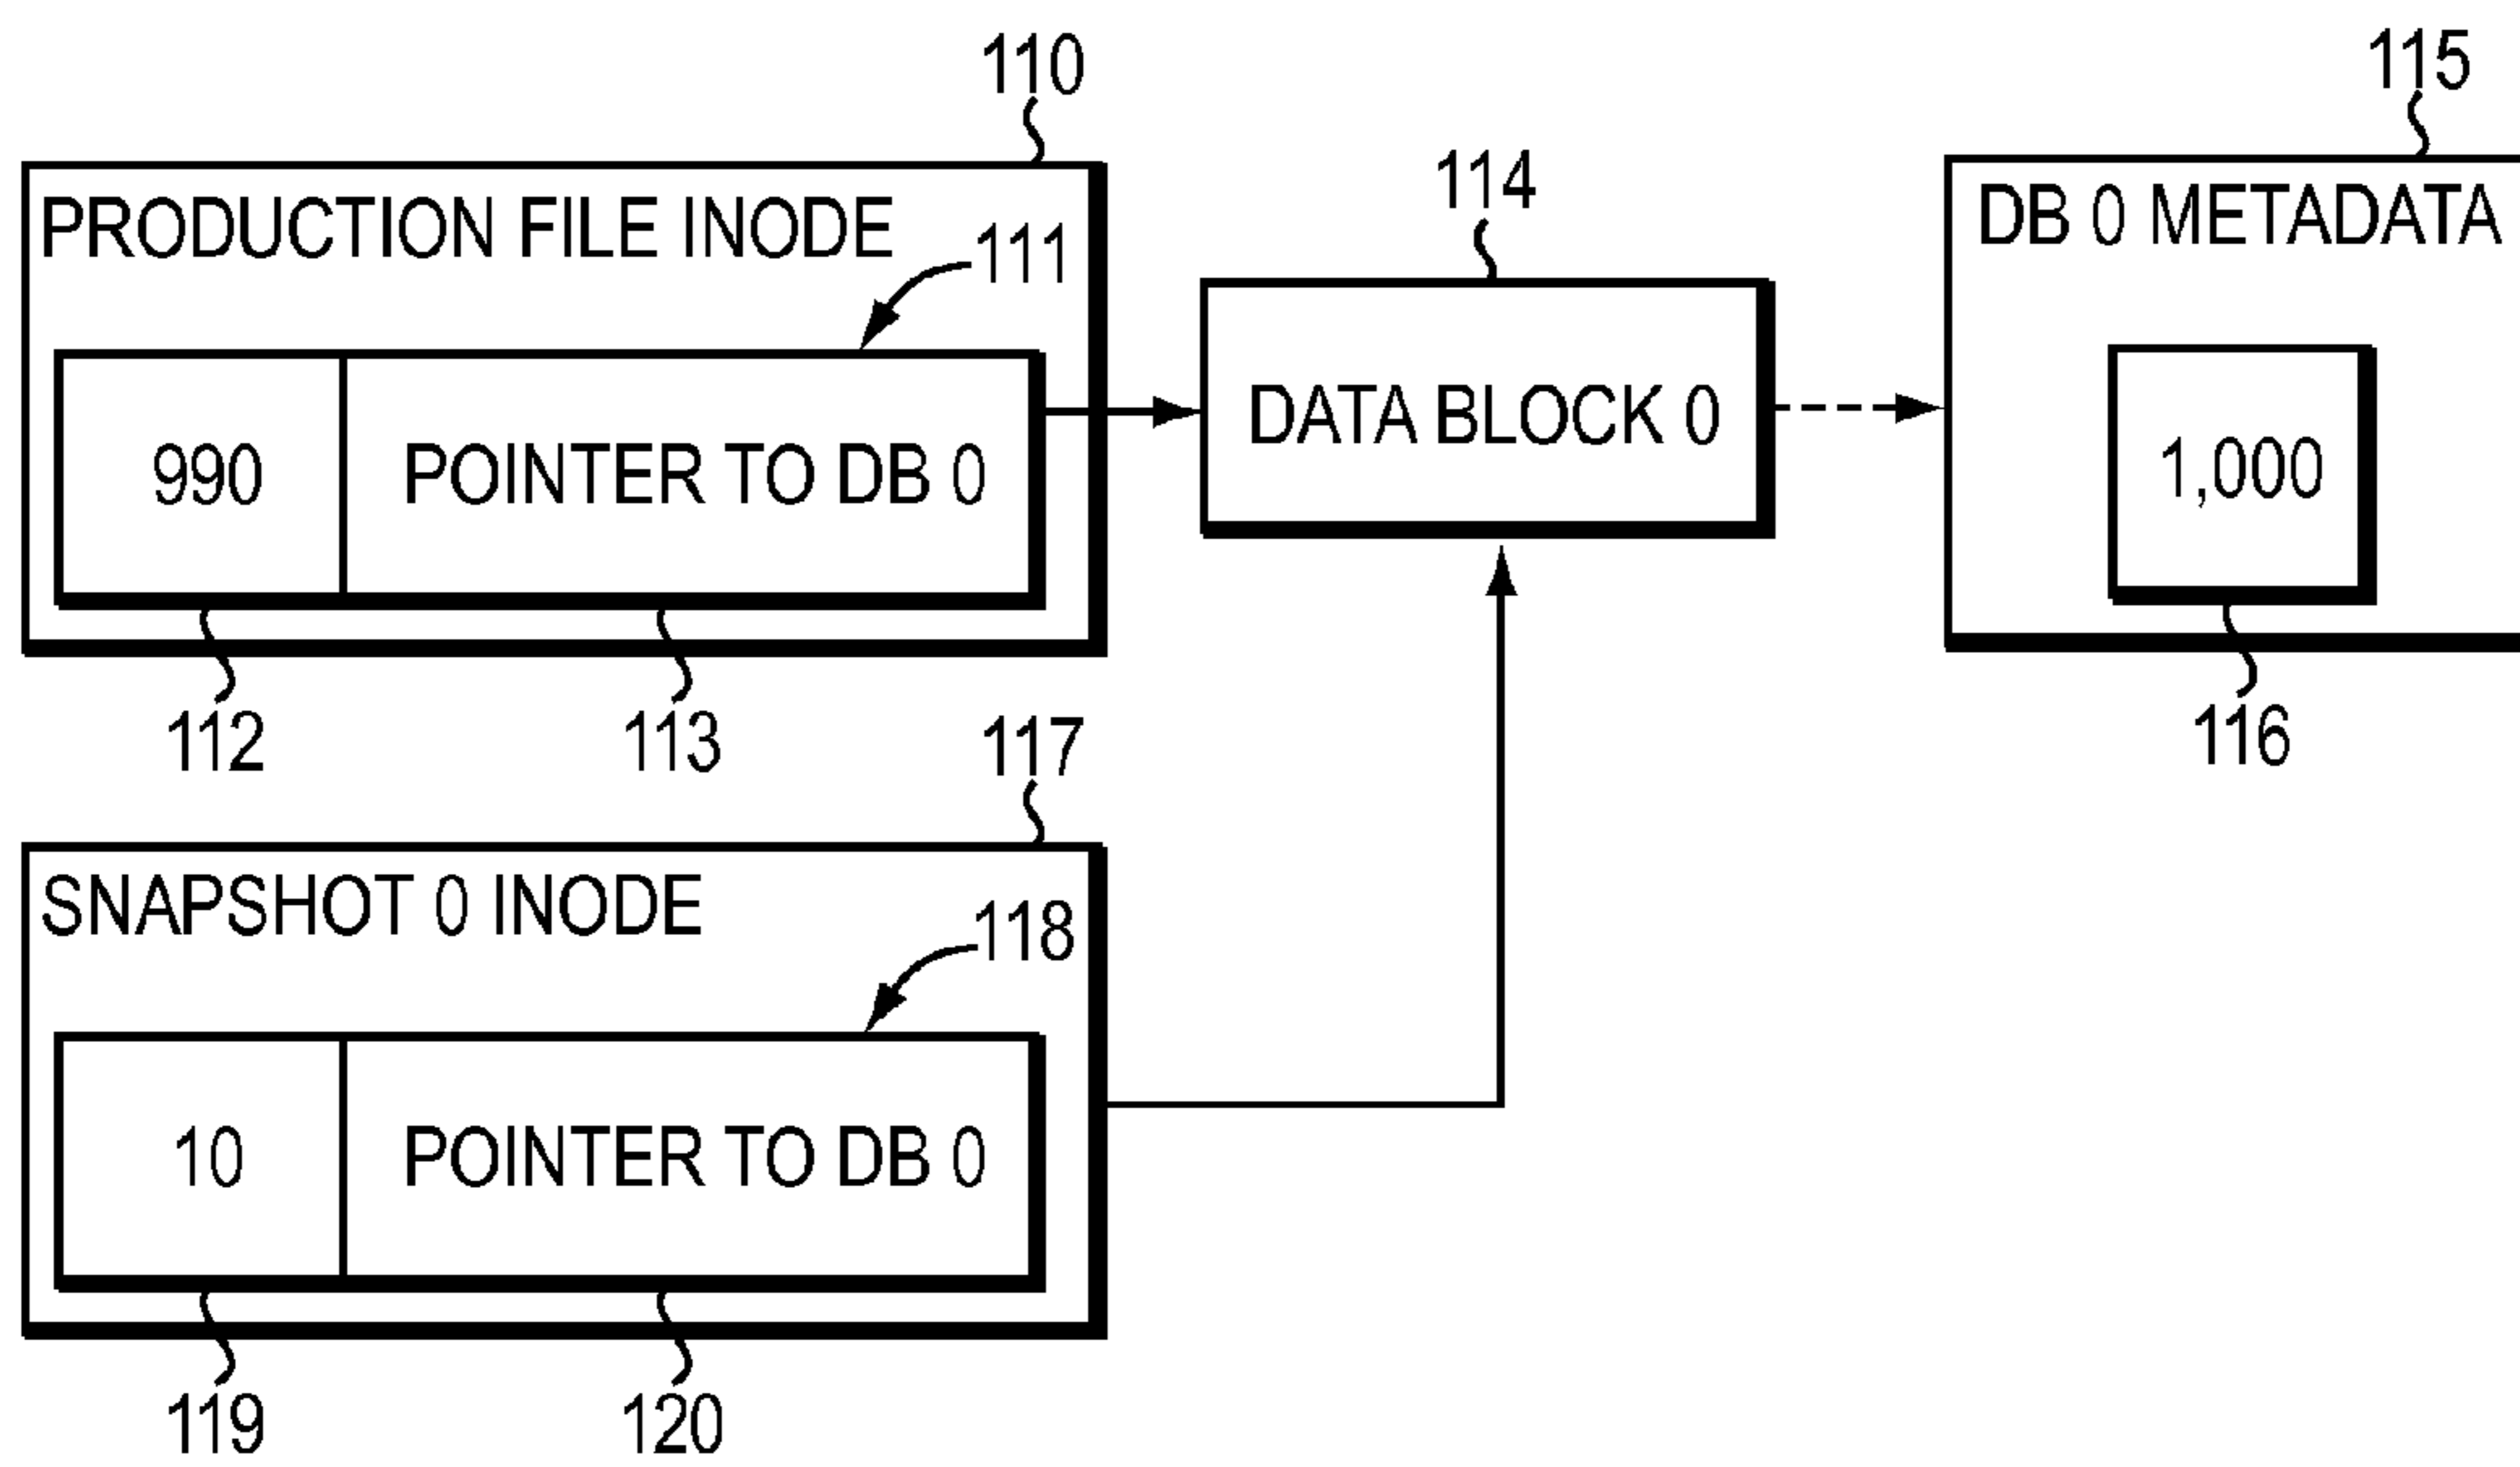 110
115
114
PRODUCTION FILE INODE
DB 0 METADATA
111
990
POINTER TO DB 0
DATA BLOCK 0
1,000
112
113
116
117
SNAPSHOT 0 INODE
118
10
POINTER TO DB 0
119
120